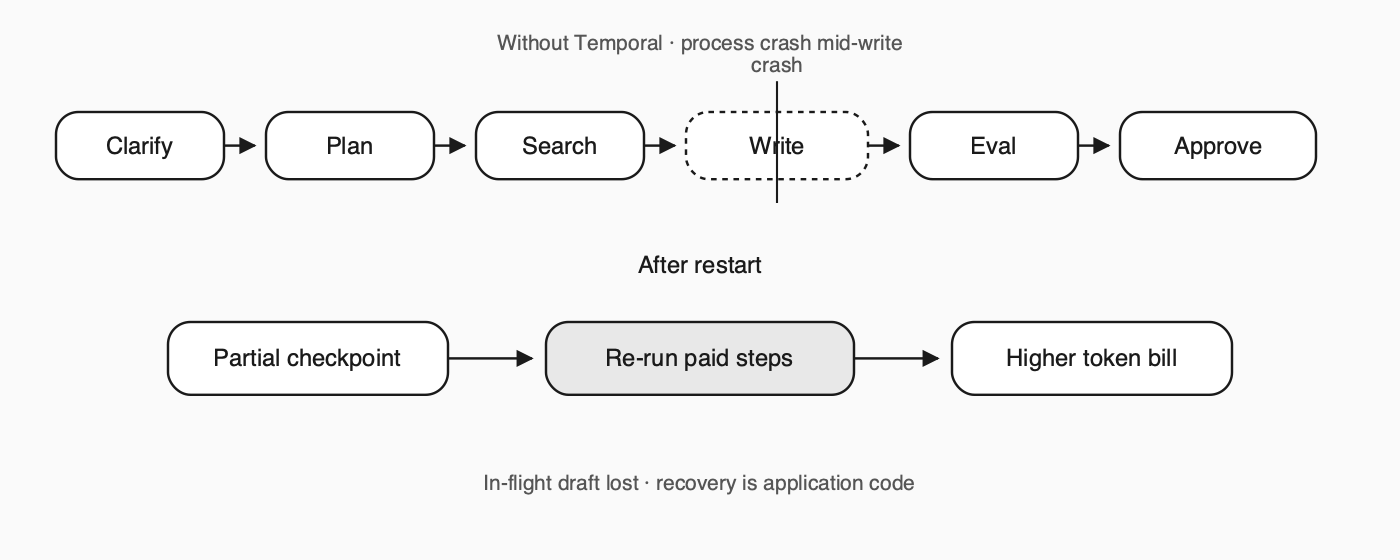 Without Temporal · process crash mid-write
crash
Clarify
Plan
Search
Write
Eval
Approve
After restart
Partial checkpoint
Re-run paid steps
Higher token bill
In-flight draft lost · recovery is application code